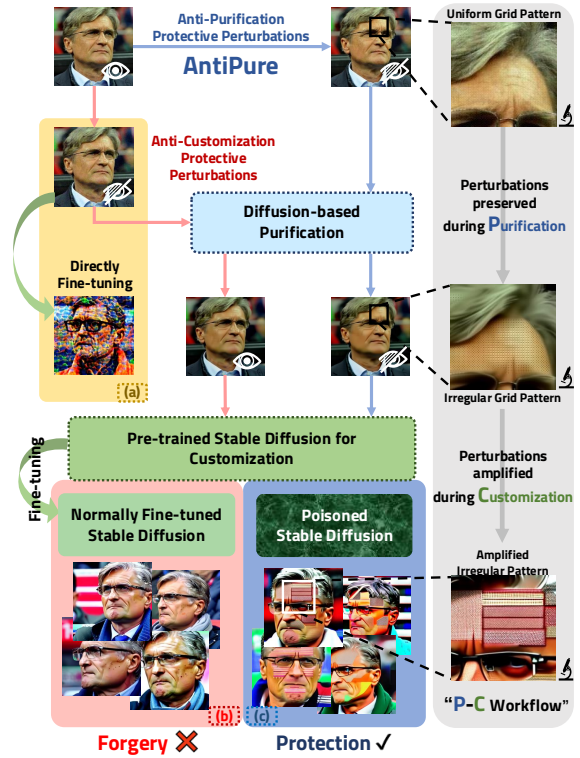 Anti-Purification
Protective Perturbations
AntiPure
Uniform Grid Pattern
Anti-Customization
Protective
Perturbations
Diffusion-based
Purification
Perturbations
preserved
during Purification
Directly
Fine-tuning
(a)
Irregular Grid Pattern
Fine-tuning
Pre-trained Stable Diffusion for
Customization
Perturbations
amplified
during Customization
Normally Fine-tuned
Stable Diffusion
Poisoned
Stable Diffusion
Amplified
Irregular Pattern
(b)
(c)
"P-C Workflow"
Forgery ✗
Protection ✓